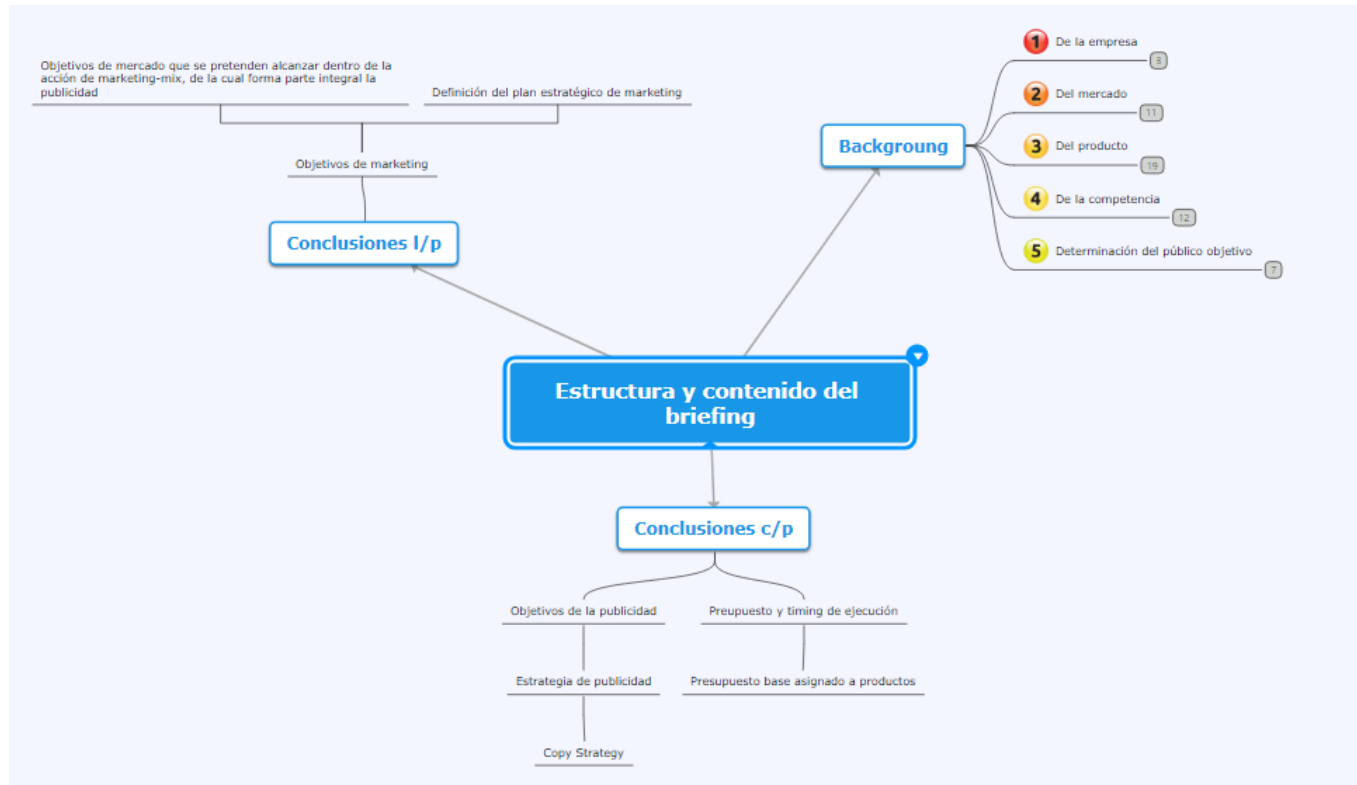 Objetivos de mercado que se pretenden alcanzar dentro de la
acción de marketing-mix, de la cual forma parte integral la
publicidad
Definición del plan estratégico de marketing
Objetivos de marketing
Conclusiones l/p
Backgroung
1 De la empresa
3
2 Del mercado
11
3 Del producto
19
4 De la competencia
12
5 Determinación del público objetivo
7
Estructura y contenido del
briefing
Conclusiones c/p
Objetivos de la publicidad
Preupuesto y timing de ejecución
Estrategia de publicidad
Presupuesto base asignado a productos
Copy Strategy